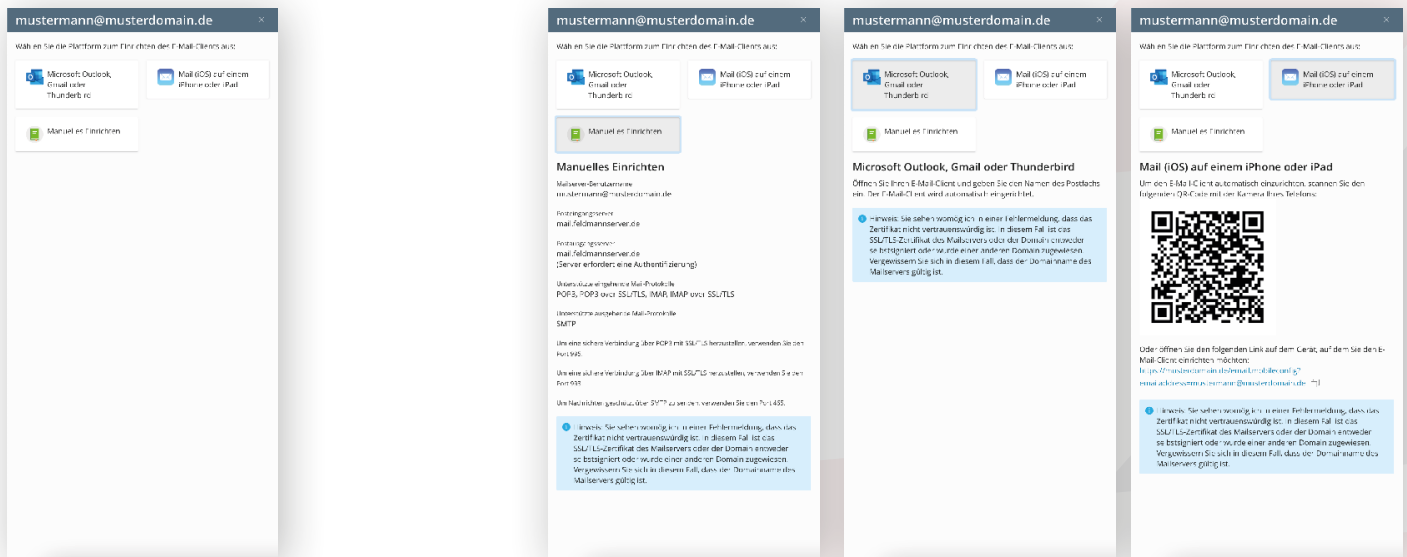 mustermann@musterdomain.de
Wählen Sie die Plattform zum Einrichten des E-Mail-Clients aus:
Microsoft Outlook,
Gmail oder
Thunderbird
Mail (iOS) auf einem
iPhone oder iPad
Manuelles Einrichten
mustermann@musterdomain.de
Wählen Sie die Plattform zum Einrichten des E-Mail-Clients aus:
Microsoft Outlook,
Gmail oder
Thunderbird
Mail (iOS) auf einem
iPhone oder iPad
Manuelles Einrichten
Manuelles Einrichten
Mailserver-Benutzername
mustermann@musterdomain.de
Posteingangsserver
mail.feldmannserver.de
Postausgangsserver
mail.feldmannserver.de
(Server erfordert eine Authentifizierung)
Unterstützte eingehende Mail-Protokolle
POP3, POP3 over SSL/TLS, IMAP, IMAP over SSL/TLS
Unterstützte ausgehende Mail-Protokolle
SMTP
Um eine sichere Verbindung über POP3 mit SSL/TLS herzustellen, verwenden Sie den
Port 995.
Um eine sichere Verbindung über IMAP mit SSL/TLS herzustellen, verwenden Sie den
Port 993.
Um Nachrichten geschützt über SMTP zu senden, verwenden Sie den Port 465.
Hinweis: Sie sehen womöglich in einer Fehlermeldung, dass das
Zertifikat nicht vertrauenswürdig ist. In diesem Fall ist das
SSL/TLS-Zertifikat des Mailservers oder der Domain entweder
selbstsigniert oder wurde einer anderen Domain zugewiesen.
Vergewissern Sie sich in diesem Fall, dass der Domainname des
Mailservers gültig ist.
mustermann@musterdomain.de
Wählen Sie die Plattform zum Einrichten des E-Mail-Clients aus:
Microsoft Outlook,
Gmail oder
Thunderbird
Mail (iOS) auf einem
iPhone oder iPad
Manuelles Einrichten
Microsoft Outlook, Gmail oder Thunderbird
Öffnen Sie Ihren E-Mail-Client und geben Sie den Namen des Postfachs
ein. Der E-Mail-Client wird automatisch eingerichtet.
Hinweis: Sie sehen womöglich in einer Fehlermeldung, dass das
Zertifikat nicht vertrauenswürdig ist. In diesem Fall ist das
SSL/TLS-Zertifikat des Mailservers oder der Domain entweder
selbstsigniert oder wurde einer anderen Domain zugewiesen.
Vergewissern Sie sich in diesem Fall, dass der Domainname des
Mailservers gültig ist.
mustermann@musterdomain.de
Wählen Sie die Plattform zum Einrichten des E-Mail-Clients aus:
Microsoft Outlook,
Gmail oder
Thunderbird
Mail (iOS) auf einem
iPhone oder iPad
Manuelles Einrichten
Mail (iOS) auf einem iPhone oder iPad
Um den E-Mail-Client automatisch einzurichten, scannen Sie den
folgenden QR-Code mit der Kamera Ihres Telefons:
Oder öffnen Sie den folgenden Link auf dem Gerät, auf dem Sie den E-
Mail-Client einrichten möchten:
https://musterdomain.de/email.mobileconfig?
emailaddress=mustermann@musterdomain.de
Hinweis: Sie sehen womöglich in einer Fehlermeldung, dass das
Zertifikat nicht vertrauenswürdig ist. In diesem Fall ist das
SSL/TLS-Zertifikat des Mailservers oder der Domain entweder
selbstsigniert oder wurde einer anderen Domain zugewiesen.
Vergewissern Sie sich in diesem Fall, dass der Domainname des
Mailservers gültig ist.